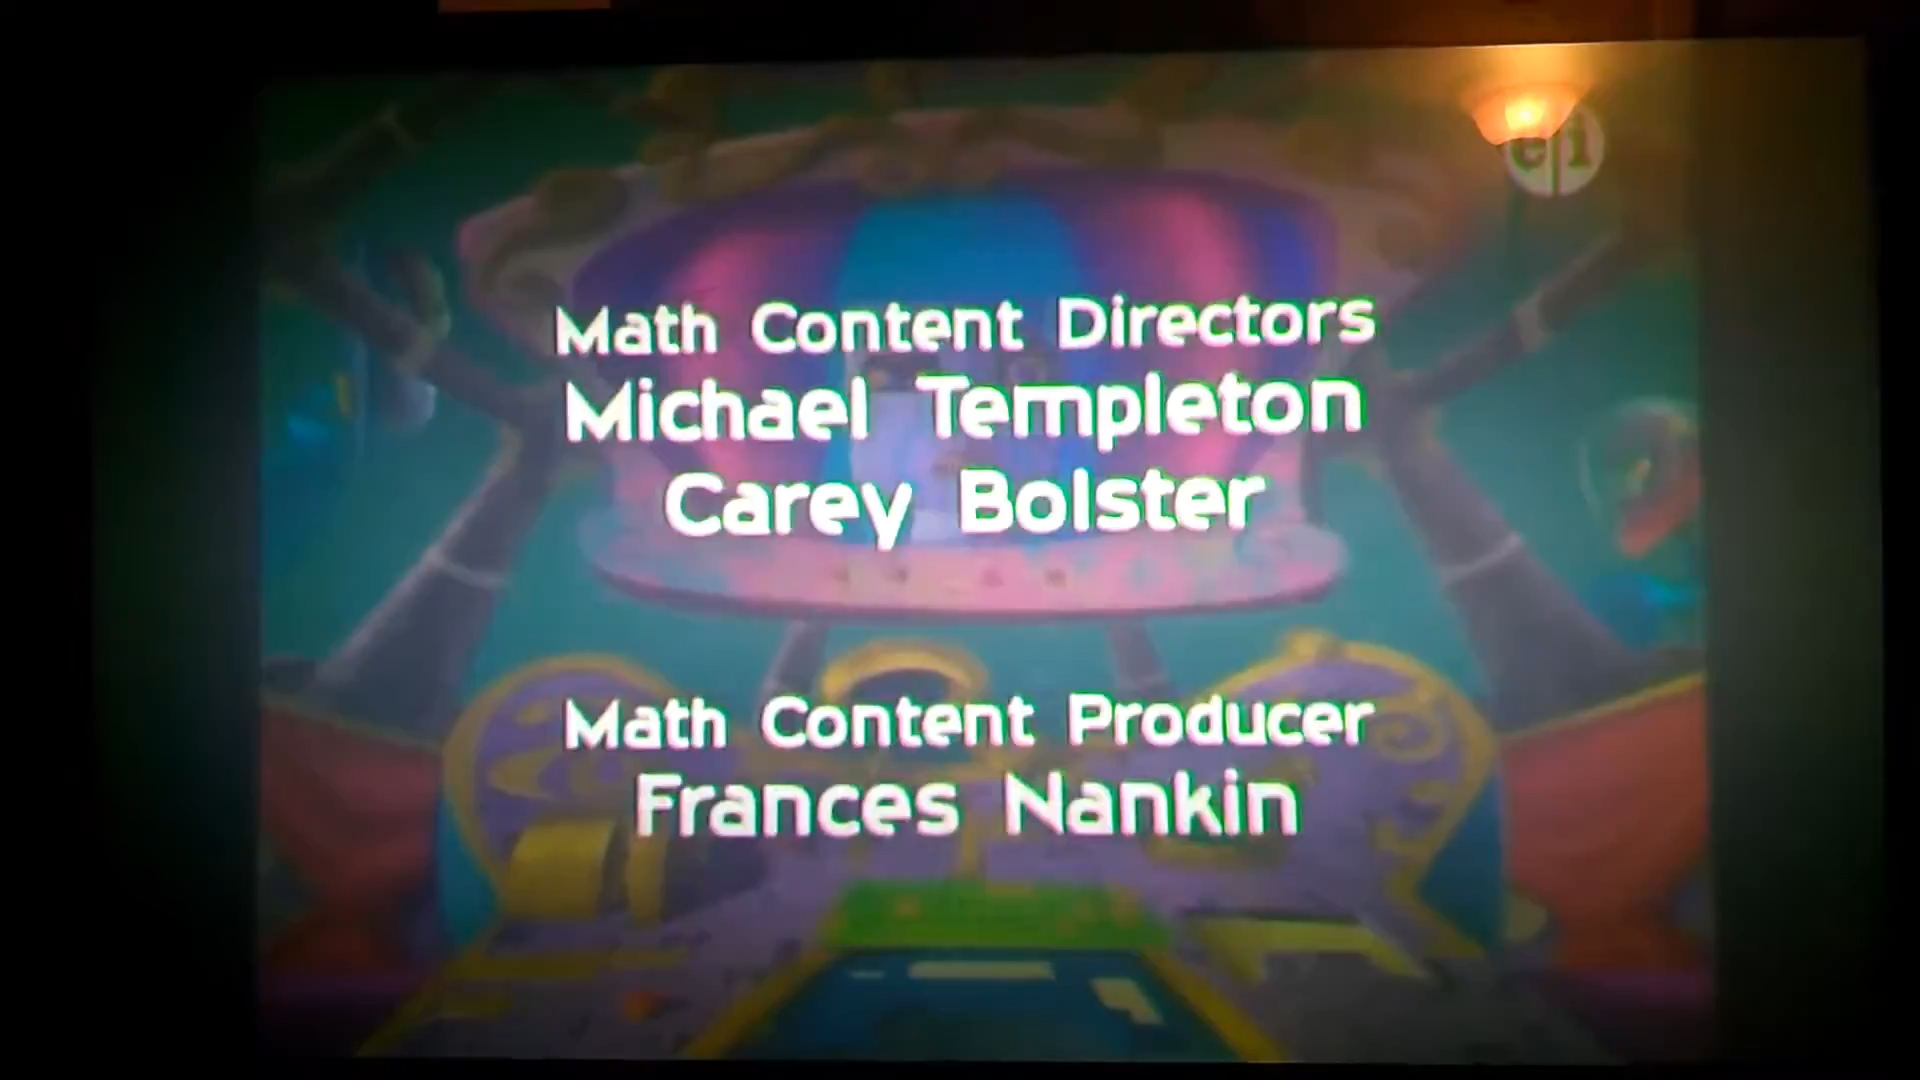 e/i
Math Content Directors
Michael Templeton
Carey Bolster
Math Content Producer
Frances Nankin